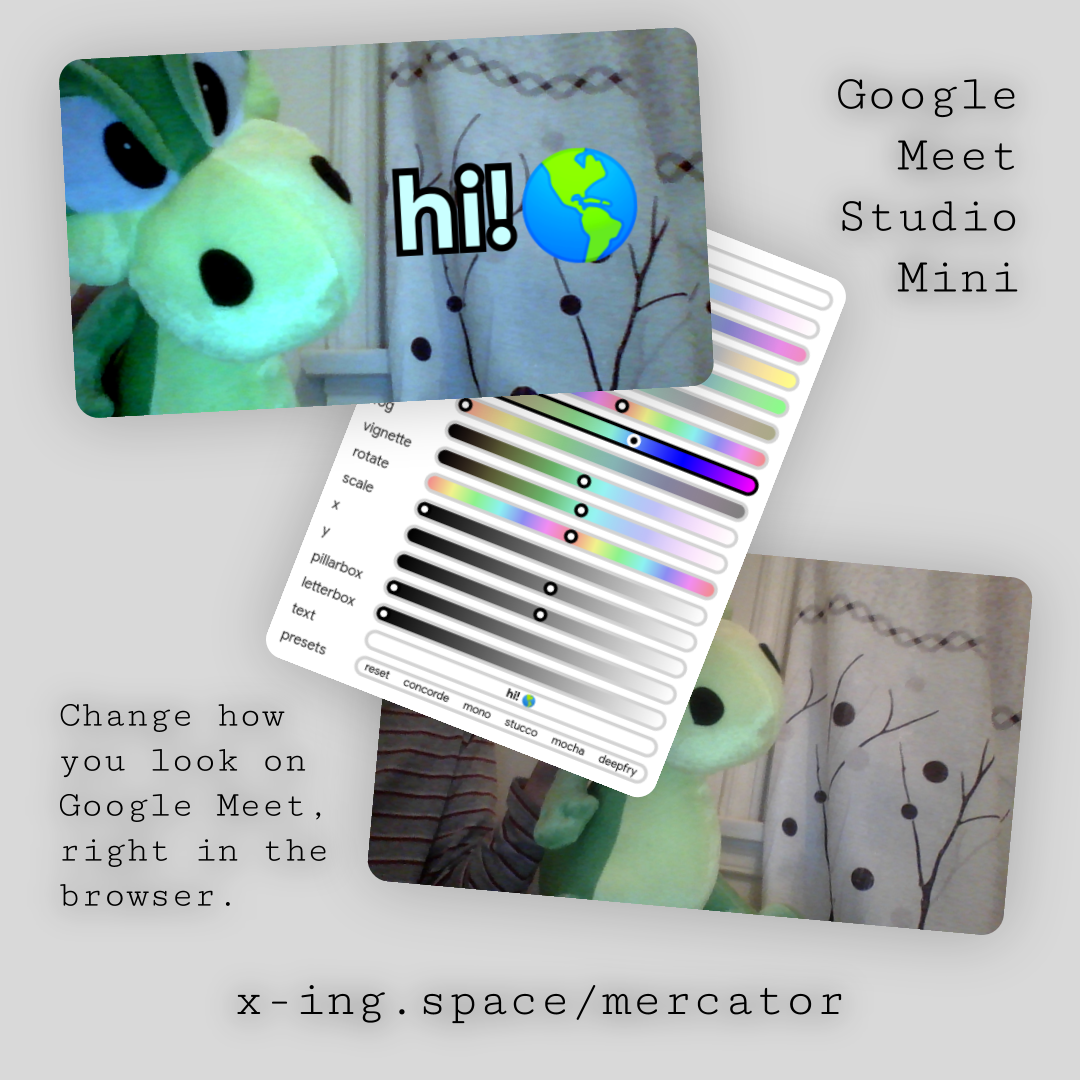 hi!🌎
Google
Meet
Studio
Mini
vignette
rotate
scale
x
y
pillarbox
letterbox
text
hi! 🌎
presets
reset concorde mono stucco mocha deepfry
Change how
you look on
Google Meet,
right in the
browser.
x-ing.space/mercator